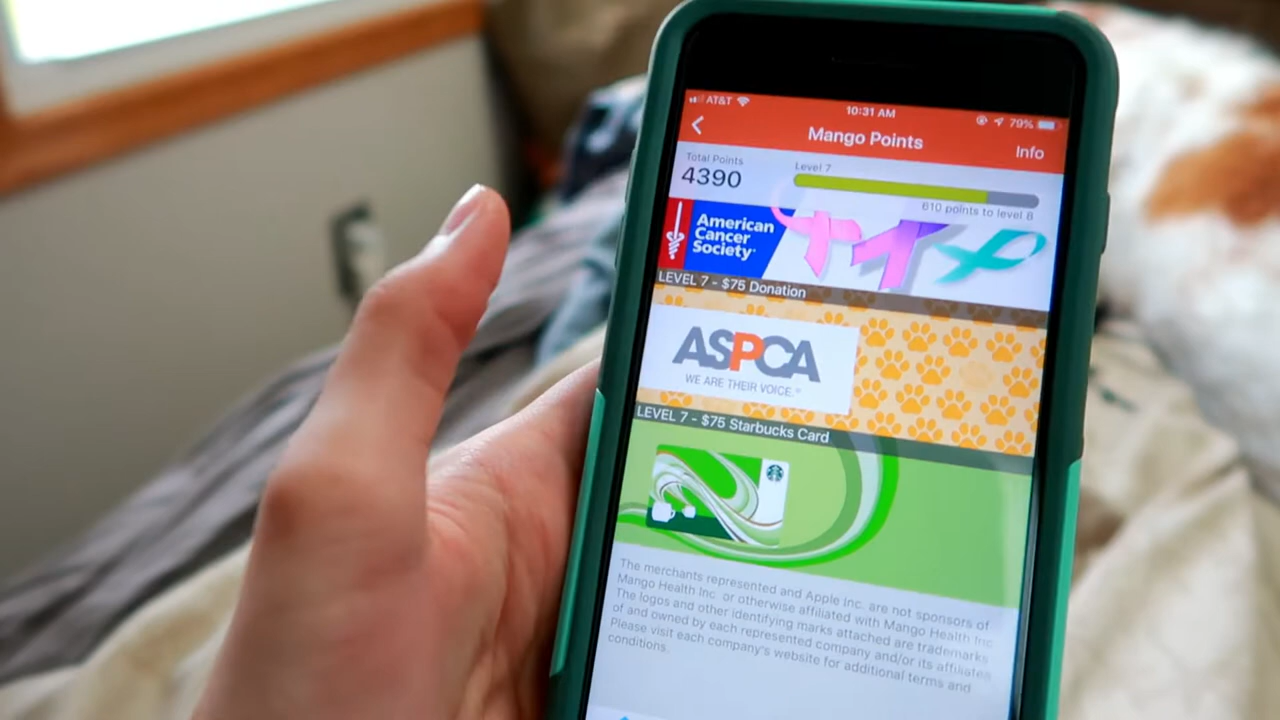 AT&T
10:31 AM
79%
Mango Points
Info
Total Points
4390
Level 7
610 points to level 8
American
Cancer
Society
LEVEL 7 - $75 Donation
ASPCA
WE ARE THEIR VOICE.™
LEVEL 7 - $75 Starbucks Card
The merchants represented and Apple Inc. are not sponsors of
Mango Health Inc. or otherwise affiliated with Mango Health Inc
The logos and other identifying marks attached are trademarks
of and owned by each represented company and/or its affiliates
Please visit each company's website for additional terms and
conditions.